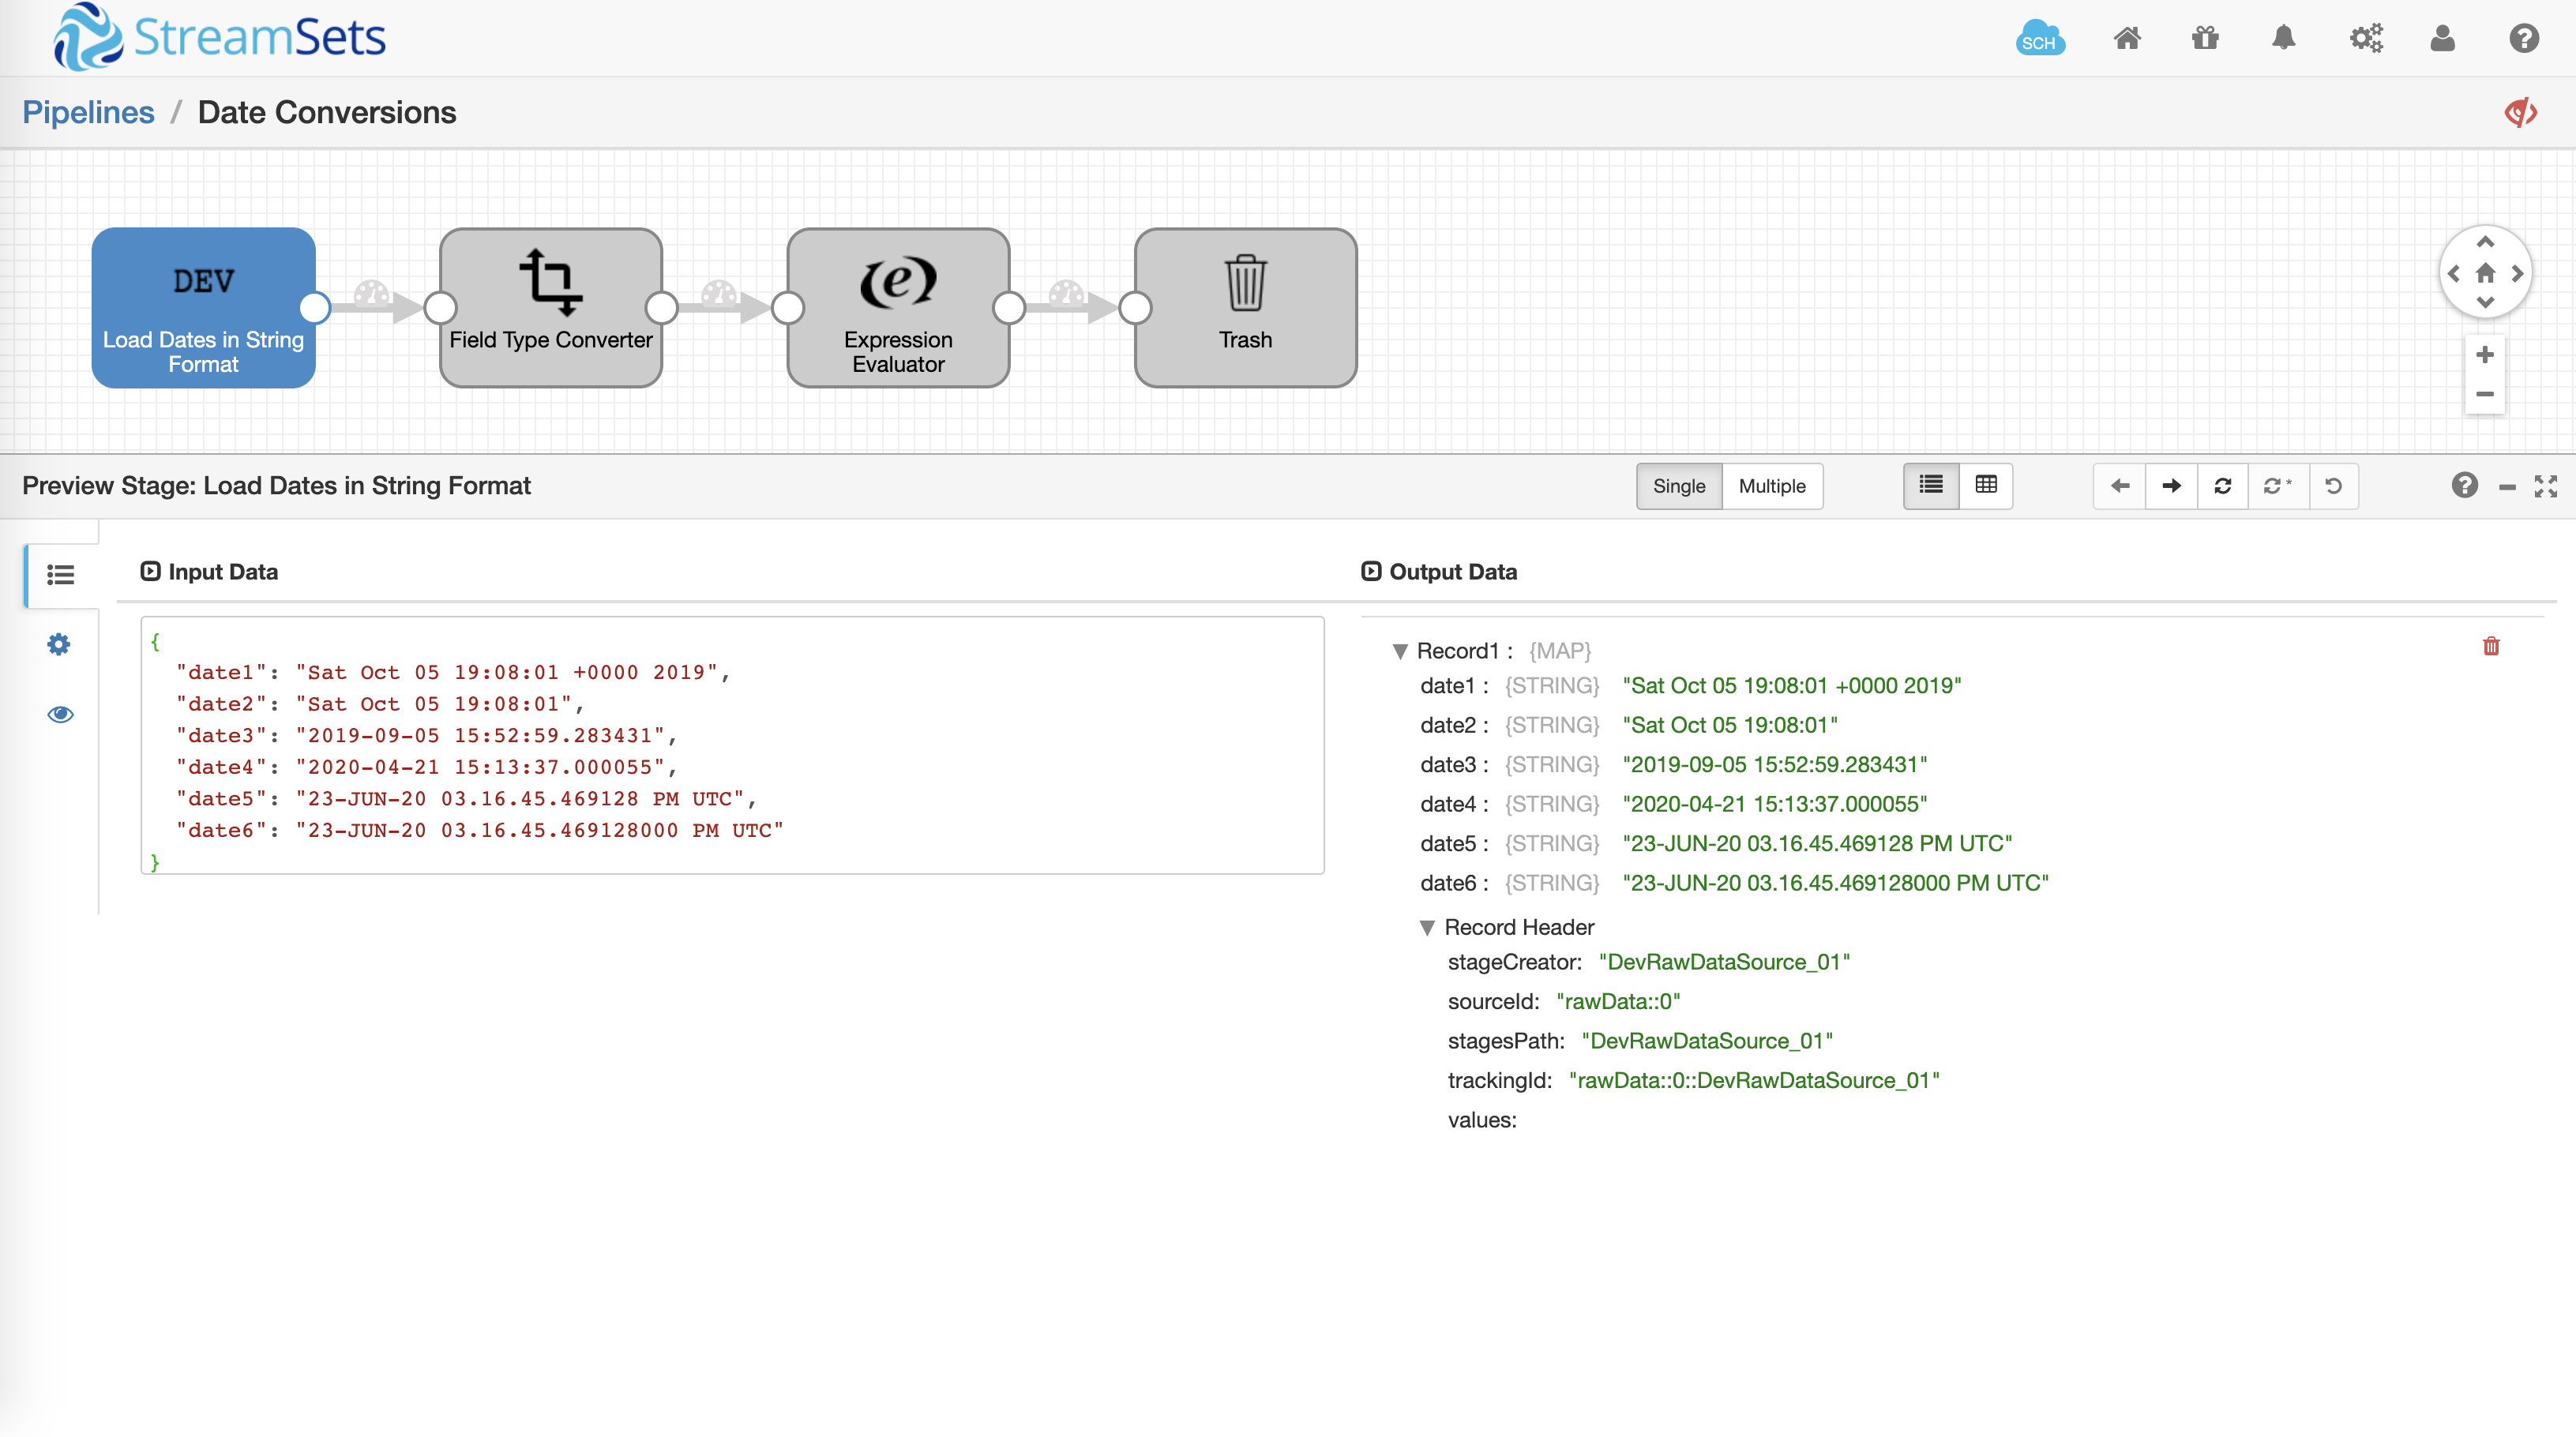 StreamSets
SCH
Pipelines / Date Conversions
DEV
Load Dates in String
Format
Field Type Converter
Expression
Evaluator
Trash
Preview Stage: Load Dates in String Format
Single Multiple
Input Data
{
"date1": "Sat Oct 05 19:08:01 +0000 2019",
"date2": "Sat Oct 05 19:08:01",
"date3": "2019-09-05 15:52:59.283431",
"date4": "2020-04-21 15:13:37.000055",
"date5": "23-JUN-20 03.16.45.469128 PM UTC",
"date6": "23-JUN-20 03.16.45.469128000 PM UTC"
}
Output Data
Record1 : {MAP}
date1 : {STRING} "Sat Oct 05 19:08:01 +0000 2019"
date2 : {STRING} "Sat Oct 05 19:08:01"
date3 : {STRING} "2019-09-05 15:52:59.283431"
date4 : {STRING} "2020-04-21 15:13:37.000055"
date5 : {STRING} "23-JUN-20 03.16.45.469128 PM UTC"
date6 : {STRING} "23-JUN-20 03.16.45.469128000 PM UTC"
Record Header
stageCreator: "DevRawDataSource_01"
sourceId: "rawData::0"
stagesPath: "DevRawDataSource_01"
trackingId: "rawData::0::DevRawDataSource_01"
values: